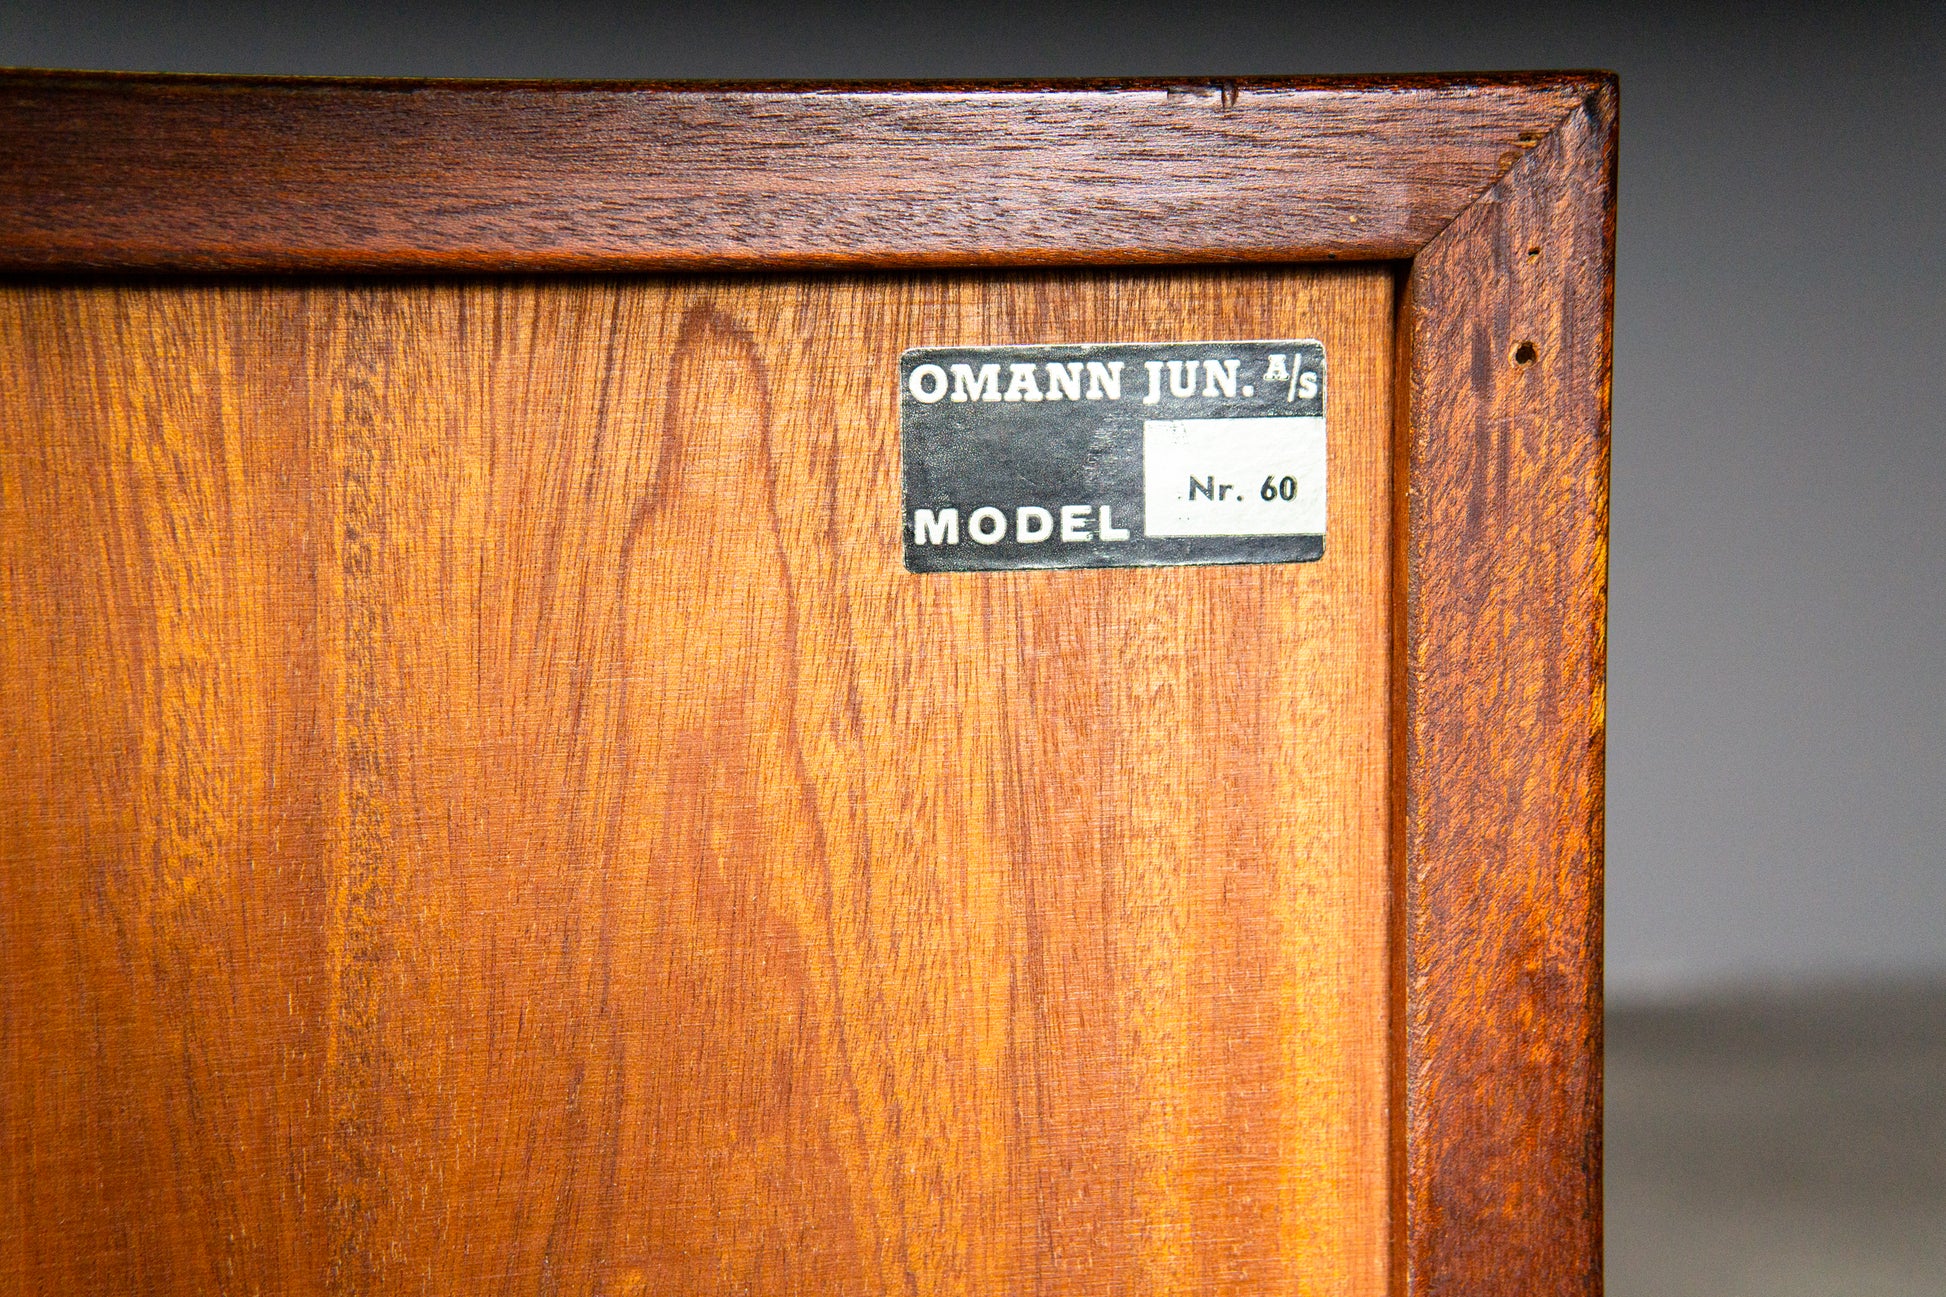 OMANN JUN. A/S
Nr. 60
MODEL